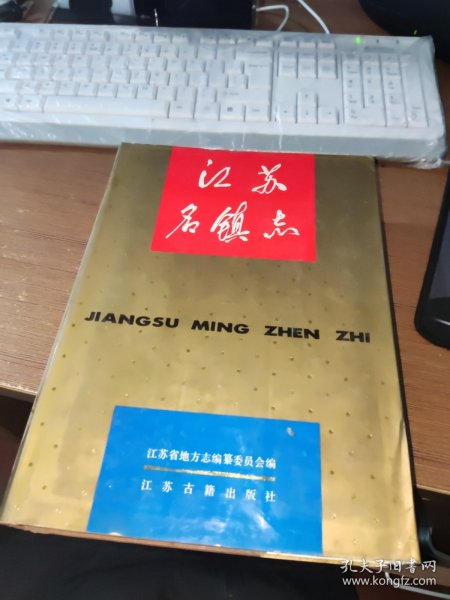 江苏
名镇志
JIANGSU MING ZHEN ZHI
江苏省地方志编纂委员会编
江苏古籍出版社
孔夫子旧书网
www.kongfz.com